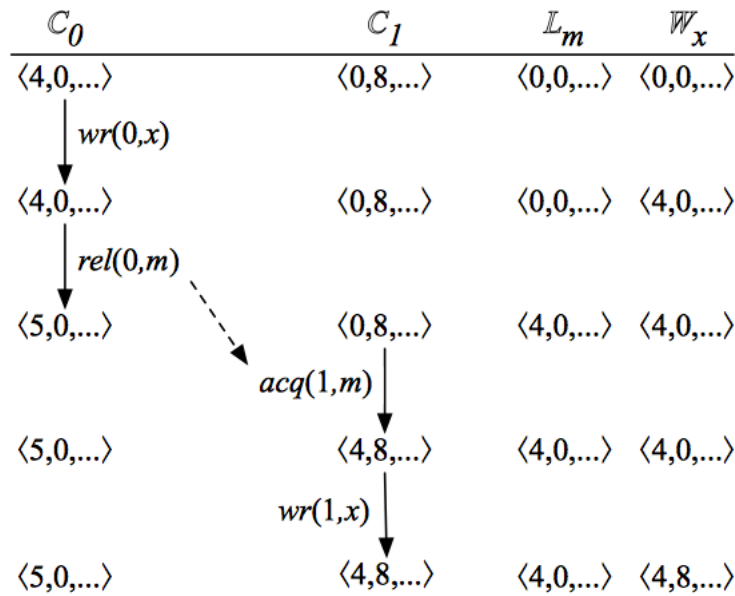 ℂ0 ℂ1 𝕃m 𝕎x
⟨4,0,...⟩ ⟨0,8,...⟩ ⟨0,0,...⟩ ⟨0,0,...⟩
wr(0,x)
⟨4,0,...⟩ ⟨0,8,...⟩ ⟨0,0,...⟩ ⟨4,0,...⟩
rel(0,m)
⟨5,0,...⟩ ⟨0,8,...⟩ ⟨4,0,...⟩ ⟨4,0,...⟩
acq(1,m)
⟨5,0,...⟩ ⟨4,8,...⟩ ⟨4,0,...⟩ ⟨4,0,...⟩
wr(1,x)
⟨5,0,...⟩ ⟨4,8,...⟩ ⟨4,0,...⟩ ⟨4,8,...⟩